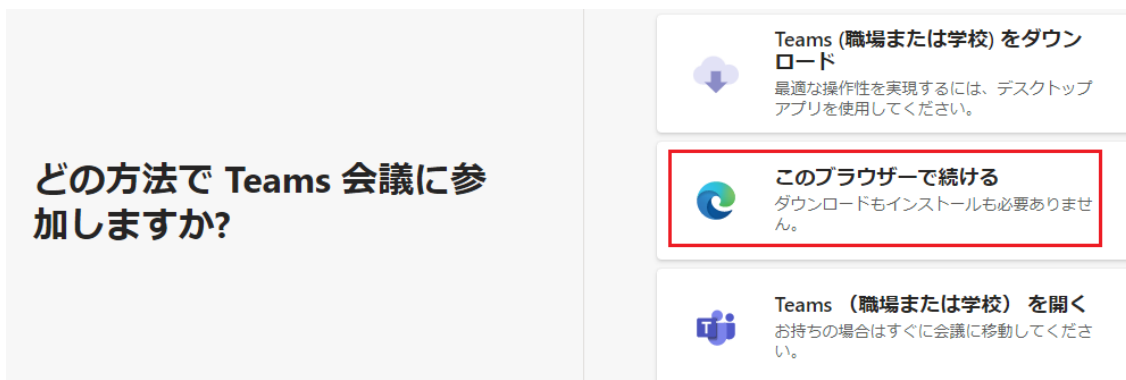 どの方法で Teams 会議に参
加しますか?
Teams (職場または学校) をダウン
ロード
最適な操作性を実現するには、デスクトップ
アプリを使用してください。
このブラウザーで続ける
ダウンロードもインストールも必要ありませ
ん。
Teams （職場または学校） を開く
お持ちの場合はすぐに会議に移動してくださ
い。